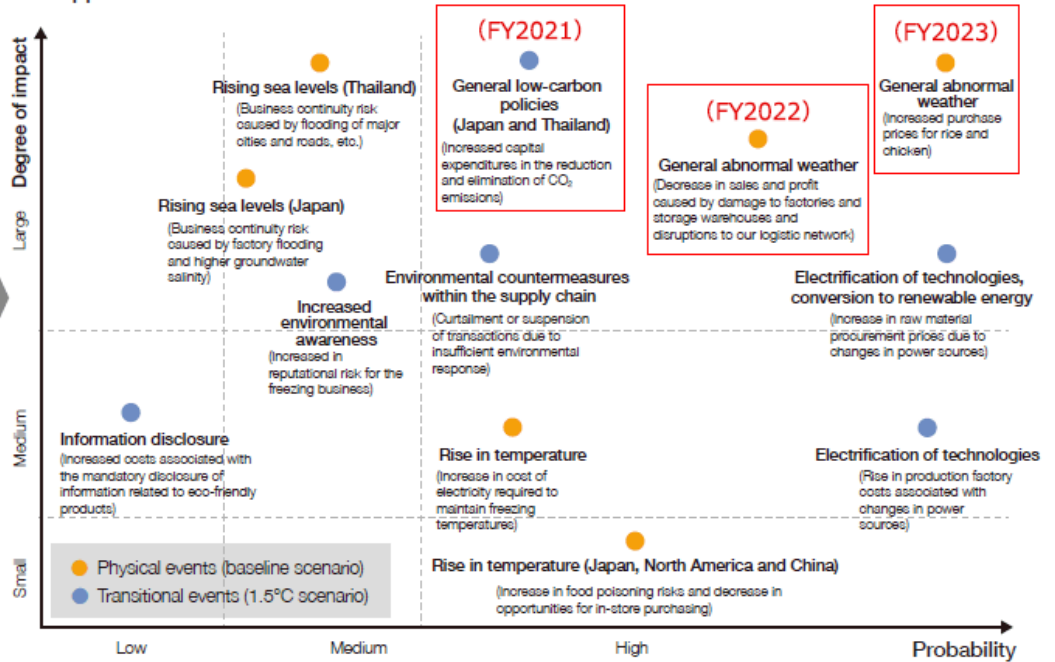 (FY2021)
General low-carbon
policies
(Japan and Thailand)
(Increased capital
expenditures in the reduction
and elimination of CO₂
emissions)
(FY2022)
General abnormal weather
(Decrease in sales and profit
caused by damage to factories and
storage warehouses and
disruptions to our logistic network)
(FY2023)
General abnormal
weather
(Increased purchase
prices for rice and
chicken)
Degree of impact
Large
Medium
Small
Rising sea levels (Thailand)
(Business continuity risk
caused by flooding of major
cities and roads, etc.)
Rising sea levels (Japan)
(Business continuity risk
caused by factory flooding
and higher groundwater
salinity)
Increased
environmental
awareness
(Increased in
reputational risk for the
freezing business)
Environmental countermeasures
within the supply chain
(Curtailment or suspension
of transactions due to
insufficient environmental
response)
Electrification of technologies,
conversion to renewable energy
(Increase in raw material
procurement prices due to
changes in power sources)
Information disclosure
(Increased costs associated with
the mandatory disclosure of
information related to eco-friendly
products)
Rise in temperature
(Increase in cost of
electricity required to
maintain freezing
temperatures)
Electrification of technologies
(Rise in production factory
costs associated with
changes in power
sources)
Rise in temperature (Japan, North America and China)
(Increase in food poisoning risks and decrease in
opportunities for in-store purchasing)
Physical events (baseline scenario)
Transitional events (1.5°C scenario)
Low
Medium
High
Probability